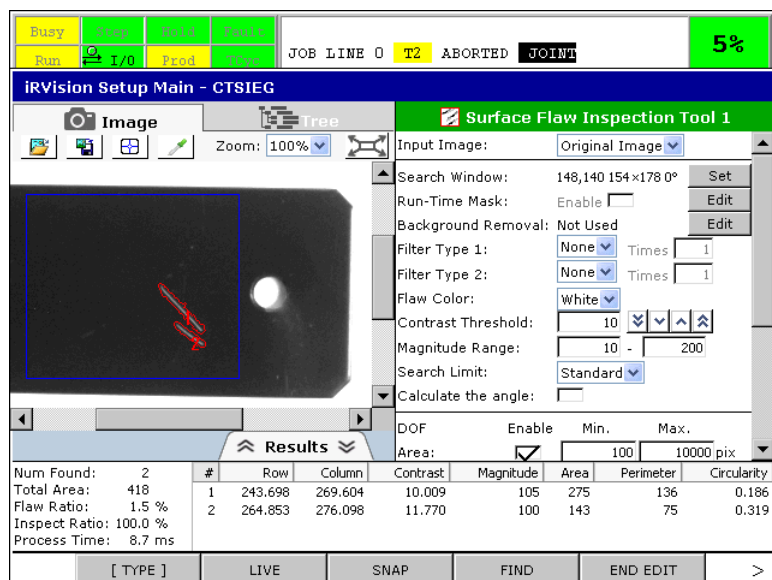 Busy Step Hold Fault
Run I/O Prod TCyc
JOB LINE 0 T2 ABORTED JOINT
5%
iRVision Setup Main - CTSIEG
Image Tree
Zoom: 100%
Surface Flaw Inspection Tool 1
Input Image: Original Image
Search Window: 148,140 154×178 0° Set
Run-Time Mask: Enable Edit
Background Removal: Not Used Edit
Filter Type 1: None Times 1
Filter Type 2: None Times 1
Flaw Color: White
Contrast Threshold: 10
Magnitude Range: 10 - 200
Search Limit: Standard
Calculate the angle:
DOF Enable Min. Max.
Area: 100 10000 pix
1
2
Results
Num Found: 2
Total Area: 418
Flaw Ratio: 1.5 %
Inspect Ratio: 100.0 %
Process Time: 8.7 ms
# Row Column Contrast Magnitude Area Perimeter Circularity
1 243.698 269.604 10.009 105 275 136 0.186
2 264.853 276.098 11.770 100 143 75 0.319
[ TYPE ] LIVE SNAP FIND END EDIT >